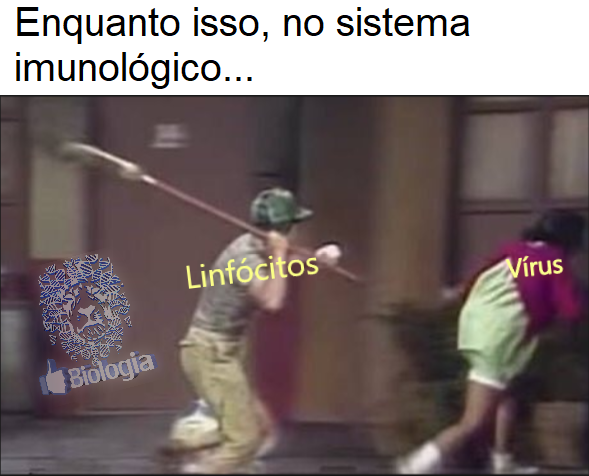 Enquanto isso, no sistema
imunológico...
Linfócitos
Vírus
Biologia